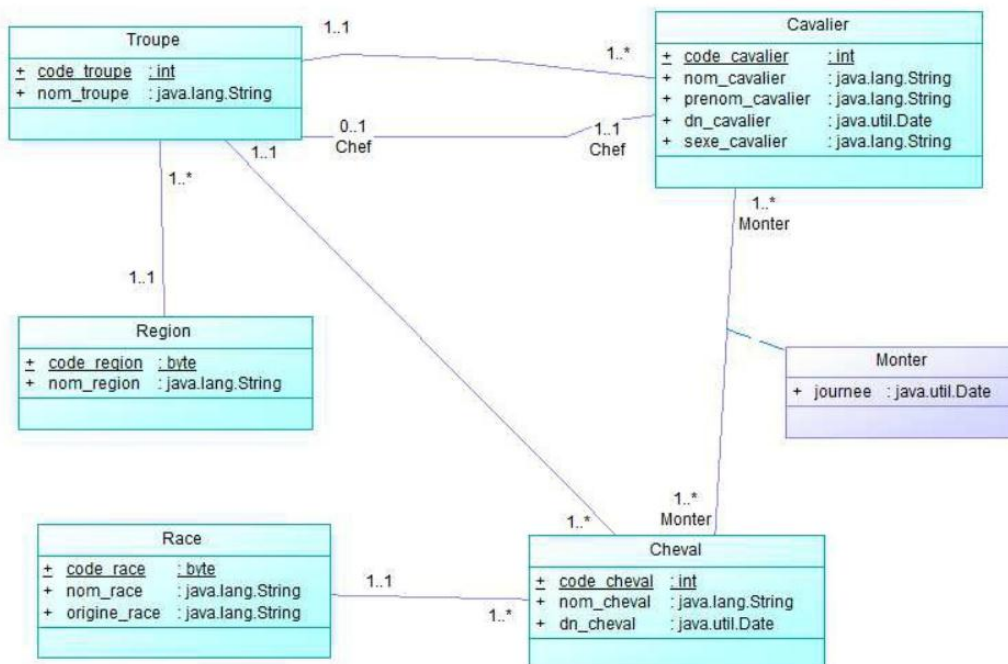 Troupe
+ code_troupe : int
+ nom_troupe : java.lang.String
1..1
1..*
Cavalier
+ code_cavalier : int
+ nom_cavalier : java.lang.String
+ prenom_cavalier : java.lang.String
+ dn_cavalier : java.util.Date
+ sexe_cavalier : java.lang.String
0..1
Chef
1..1
Chef
1..1
1..*
1..*
Monter
1..1
Region
+ code_region : byte
+ nom_region : java.lang.String
Monter
+ journee : java.util.Date
1..*
1..*
Monter
Race
+ code_race : byte
+ nom_race : java.lang.String
+ origine_race : java.lang.String
1..1
1..*
Cheval
+ code_cheval : int
+ nom_cheval : java.lang.String
+ dn_cheval : java.util.Date